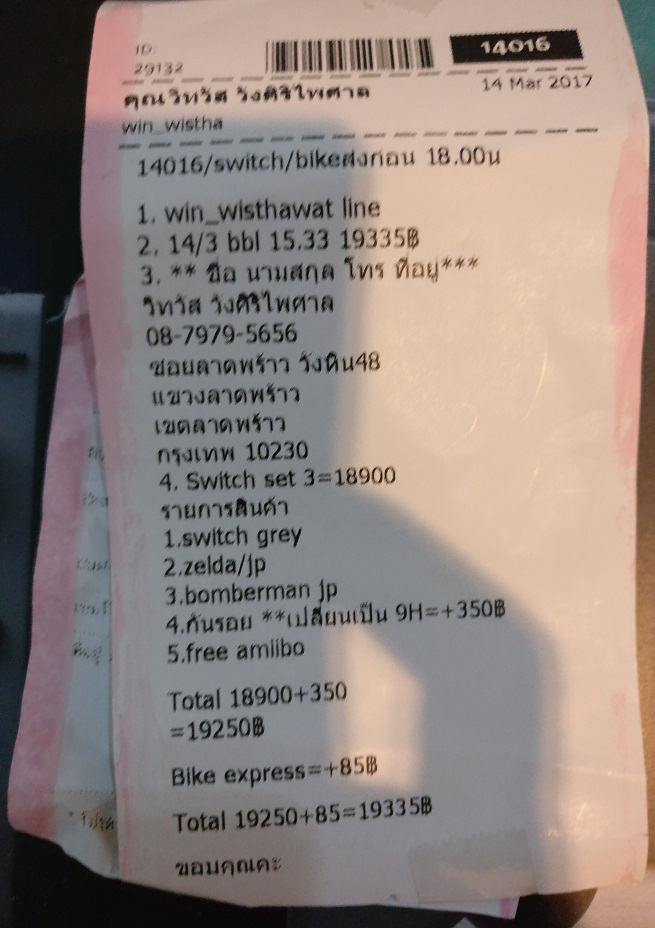 ID:
29132
14016
14 Mar 2017
คุณวิทวัส วังศิริไพศาล
win_wistha
14016/switch/bikeส่งก่อน 18.00น
1. win_wisthawat line
2. 14/3 bbl 15.33 19335฿
3. ** ชื่อ นามสกุล โทร ที่อยู่***
วิทวัส วังศิริไพศาล
08-7979-5656
ซอยลาดพร้าว วังหิน48
แขวงลาดพร้าว
เขตลาดพร้าว
กรุงเทพ 10230
4. Switch set 3=18900
รายการสินค้า
1.switch grey
2.zelda/jp
3.bomberman jp
4.กันรอย **เปลี่ยนเป็น 9H=+350฿
5.free amiibo
Total 18900+350
=19250฿
Bike express=+85฿
Total 19250+85=19335฿
ขอบคุณคะ